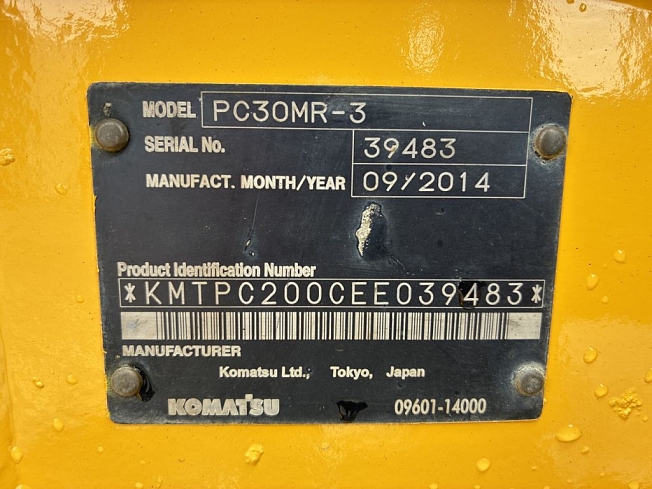 MODEL PC30MR-3
SERIAL No. 39483
MANUFACT. MONTH/YEAR 09/2014
Product Identification Number
*KMTPC200CEE039483*
MANUFACTURER
Komatsu Ltd., Tokyo, Japan
KOMATSU 09601-14000